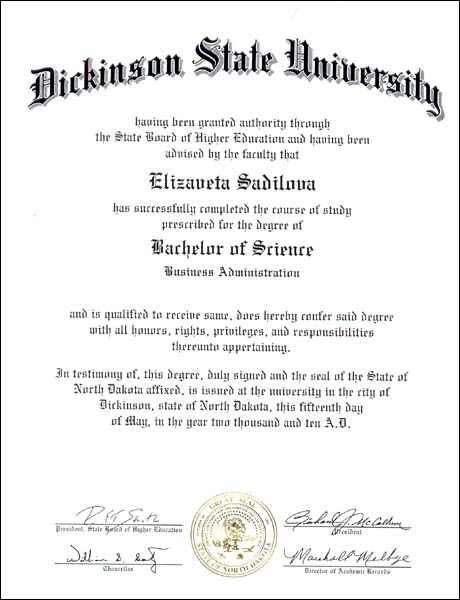 Dickinson State University
having been granted authority through
the State Board of Higher Education and having been
advised by the faculty that
Elizaveta Sadilova
has successfully completed the course of study
prescribed for the degree of
Bachelor of Science
Business Administration
and is qualified to receive same, does hereby confer said degree
with all honors, rights, privileges, and responsibilities
thereunto appertaining.
In testimony of, this degree, duly signed and the seal of the State of
North Dakota affixed, is issued at the university in the city of
Dickinson, state of North Dakota, this fifteenth day
of May, in the year two thousand and ten A.D.
President, State Board of Higher Education
Chancellor
GREAT SEAL
STATE OF NORTH DAKOTA
Richard J. McCallum
President
Marshall Melbye
Director of Academic Records